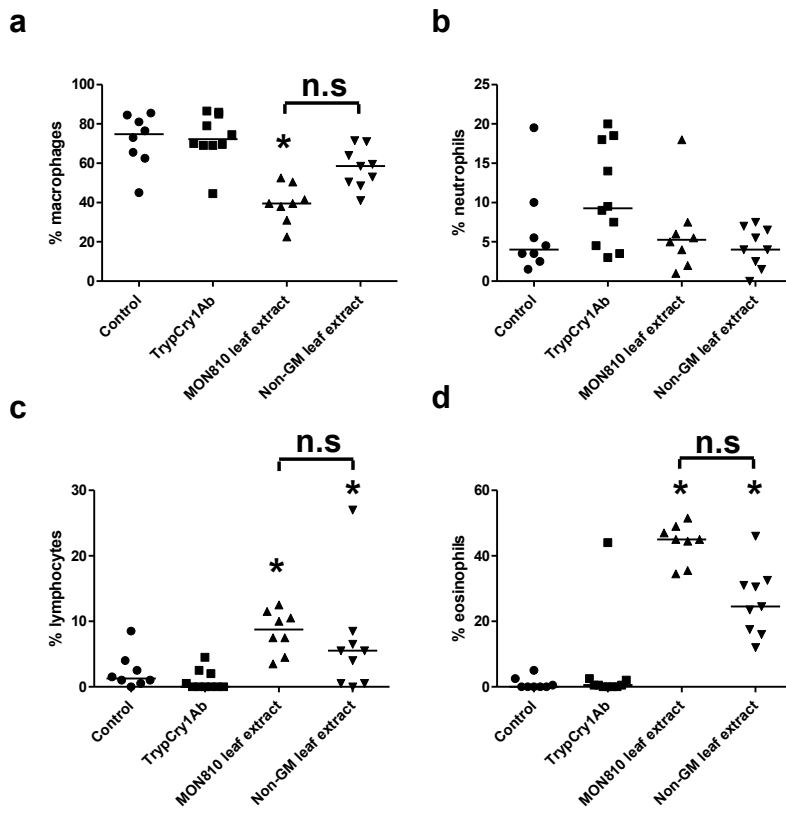 a
n.s
*
% macrophages
100
80
60
40
20
0
Control
TrypCry1Ab
MON810 leaf extract
Non-GM leaf extract
b
% neutrophils
25
20
15
10
5
0
Control
TrypCry1Ab
MON810 leaf extract
Non-GM leaf extract
c
n.s
*
*
% lymphocytes
30
20
10
0
Control
TrypCry1Ab
MON810 leaf extract
Non-GM leaf extract
d
n.s
* *
% eosinophils
60
40
20
0
Control
TrypCry1Ab
MON810 leaf extract
Non-GM leaf extract